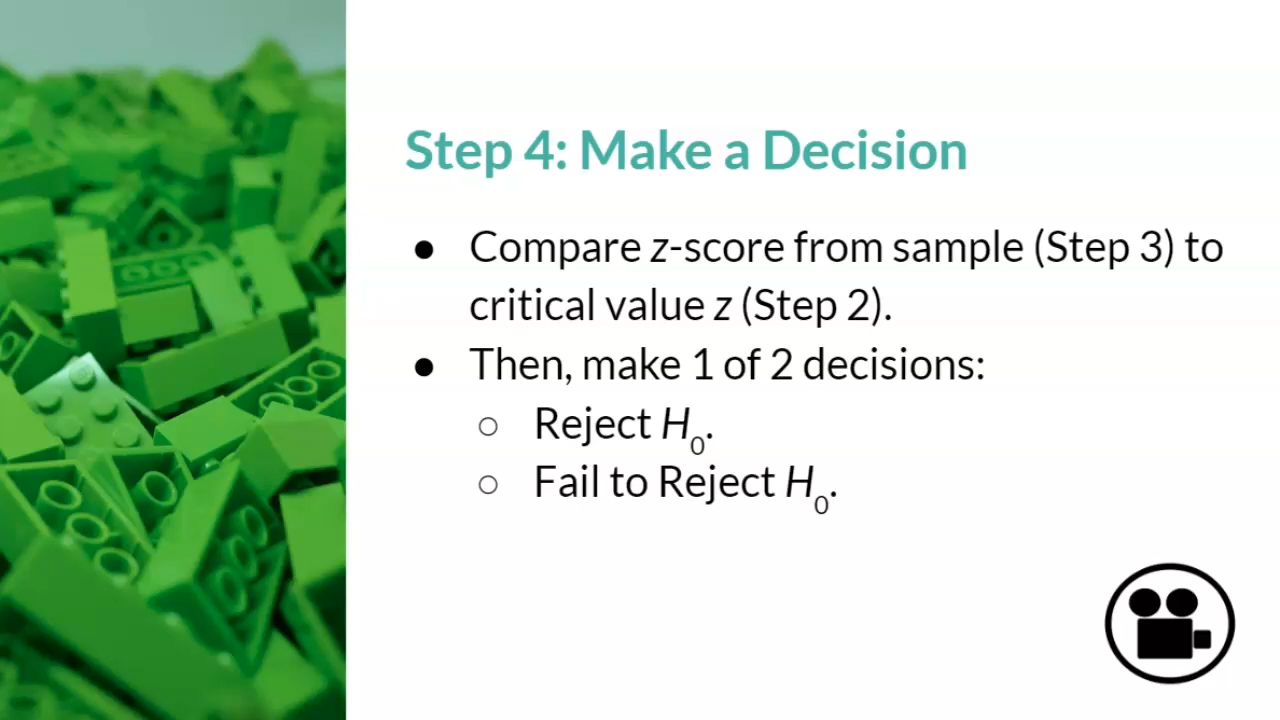 Step 4: Make a Decision
● Compare z-score from sample (Step 3) to
critical value z (Step 2).
● Then, make 1 of 2 decisions:
○ Reject H₀.
○ Fail to Reject H₀.